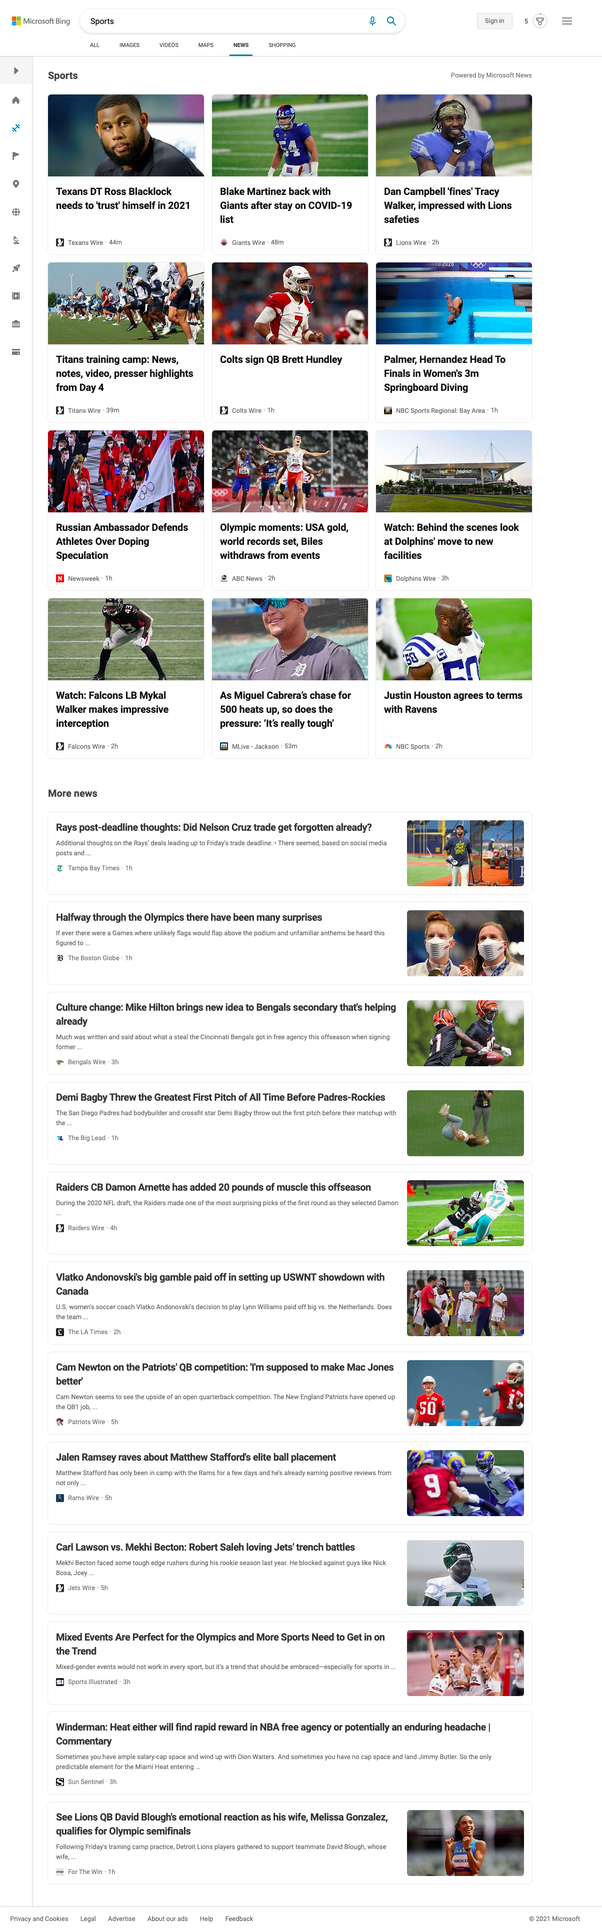 Microsoft Bing
Sports
Sign in
5
ALL
IMAGES
VIDEOS
MAPS
NEWS
SHOPPING
Sports
Powered by Microsoft News
Texans DT Ross Blacklock
needs to 'trust' himself in 2021
Texans Wire · 44m
Blake Martinez back with
Giants after stay on COVID-19
list
Giants Wire · 48m
Dan Campbell 'fines' Tracy
Walker, impressed with Lions
safeties
Lions Wire · 2h
Titans training camp: News,
notes, video, presser highlights
from Day 4
Titans Wire · 39m
Colts sign QB Brett Hundley
Colts Wire · 1h
Palmer, Hernandez Head To
Finals in Women's 3m
Springboard Diving
NBC Sports Regional: Bay Area · 1h
Russian Ambassador Defends
Athletes Over Doping
Speculation
Newsweek · 1h
Olympic moments: USA gold,
world records set, Biles
withdraws from events
ABC News · 2h
Watch: Behind the scenes look
at Dolphins' move to new
facilities
Dolphins Wire · 3h
Watch: Falcons LB Mykal
Walker makes impressive
interception
Falcons Wire · 2h
As Miguel Cabrera's chase for
500 heats up, so does the
pressure: 'It's really tough'
MLive - Jackson · 53m
Justin Houston agrees to terms
with Ravens
NBC Sports · 2h
More news
Rays post-deadline thoughts: Did Nelson Cruz trade get forgotten already?
Additional thoughts on the Rays' deals leading up to Friday's trade deadline: • There seemed, based on social media
posts and ...
Tampa Bay Times · 1h
Halfway through the Olympics there have been many surprises
If ever there were a Games where unlikely flags would flap above the podium and unfamiliar anthems be heard this
figured to ...
The Boston Globe · 1h
Culture change: Mike Hilton brings new idea to Bengals secondary that's helping
already
Much was written and said about what a steal the Cincinnati Bengals got in free agency this offseason when signing
former ...
Bengals Wire · 3h
Demi Bagby Threw the Greatest First Pitch of All Time Before Padres-Rockies
The San Diego Padres had bodybuilder and crossfit star Demi Bagby throw out the first pitch before their matchup with
the ...
The Big Lead · 1h
Raiders CB Damon Arnette has added 20 pounds of muscle this offseason
During the 2020 NFL draft, the Raiders made one of the most surprising picks of the first round as they selected Damon
...
Raiders Wire · 4h
Vlatko Andonovski's big gamble paid off in setting up USWNT showdown with
Canada
U.S. women's soccer coach Vlatko Andonovski's decision to play Lynn Williams paid off big vs. the Netherlands. Does
the team ...
The LA Times · 2h
Cam Newton on the Patriots' QB competition: 'I'm supposed to make Mac Jones
better'
Cam Newton seems to see the upside of an open quarterback competition. The New England Patriots have opened up
the QB1 job, ...
Patriots Wire · 5h
Jalen Ramsey raves about Matthew Stafford's elite ball placement
Matthew Stafford has only been in camp with the Rams for a few days and he's already earning positive reviews from
not only ...
Rams Wire · 5h
Carl Lawson vs. Mekhi Becton: Robert Saleh loving Jets' trench battles
Mekhi Becton faced some tough edge rushers during his rookie season last year. He blocked against guys like Nick
Bosa, Joey ...
Jets Wire · 5h
Mixed Events Are Perfect for the Olympics and More Sports Need to Get in on
the Trend
Mixed-gender events would not work in every sport, but it's a trend that should be embraced—especially for sports in ...
Sports Illustrated · 3h
Winderman: Heat either will find rapid reward in NBA free agency or potentially an enduring headache |
Commentary
Sometimes you have ample salary-cap space and wind up with Dion Waiters. And sometimes you have no cap space and land Jimmy Butler. So the only
predictable element for the Miami Heat entering ...
Sun Sentinel · 3h
See Lions QB David Blough's emotional reaction as his wife, Melissa Gonzalez,
qualifies for Olympic semifinals
Following Friday's training camp practice, Detroit Lions players gathered to support teammate David Blough, whose
wife, ...
For The Win · 1h
Privacy and Cookies
Legal
Advertise
About our ads
Help
Feedback
© 2021 Microsoft